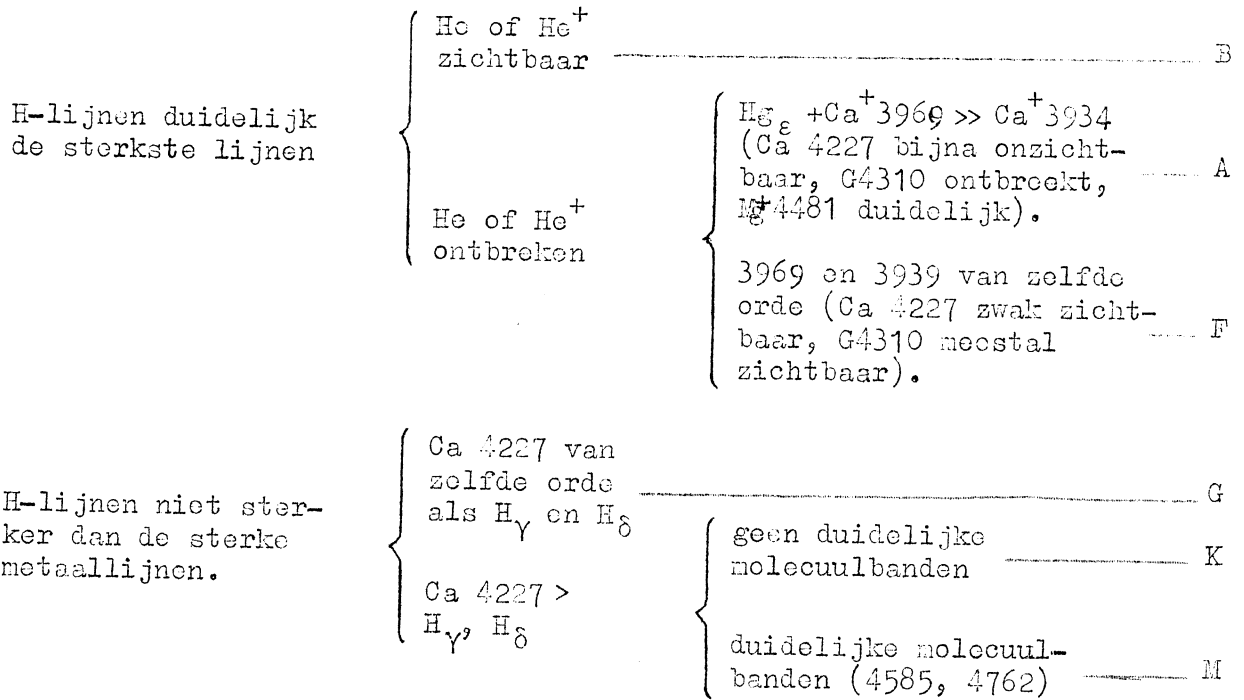 H-lijnen duidelijk
de sterkste lijnen
He of He+
zichtbaar B
He of He+
ontbreken
Hg ε +Ca+3969 >> Ca+3934
(Ca 4227 bijna onzicht-
baar, G4310 ontbreekt, A
Mg+4481 duidelijk).
3969 en 3939 van zelfde
orde (Ca 4227 zwak zicht-
baar, G4310 meestal F
zichtbaar).
H-lijnen niet ster-
ker dan de sterke
metaallijnen.
Ca 4227 van
zelfde orde
als Hγ en Hδ G
Ca 4227 >
Hγ, Hδ
geen duidelijke
molecuulbanden K
duidelijke molecuul-
banden (4585, 4762) M